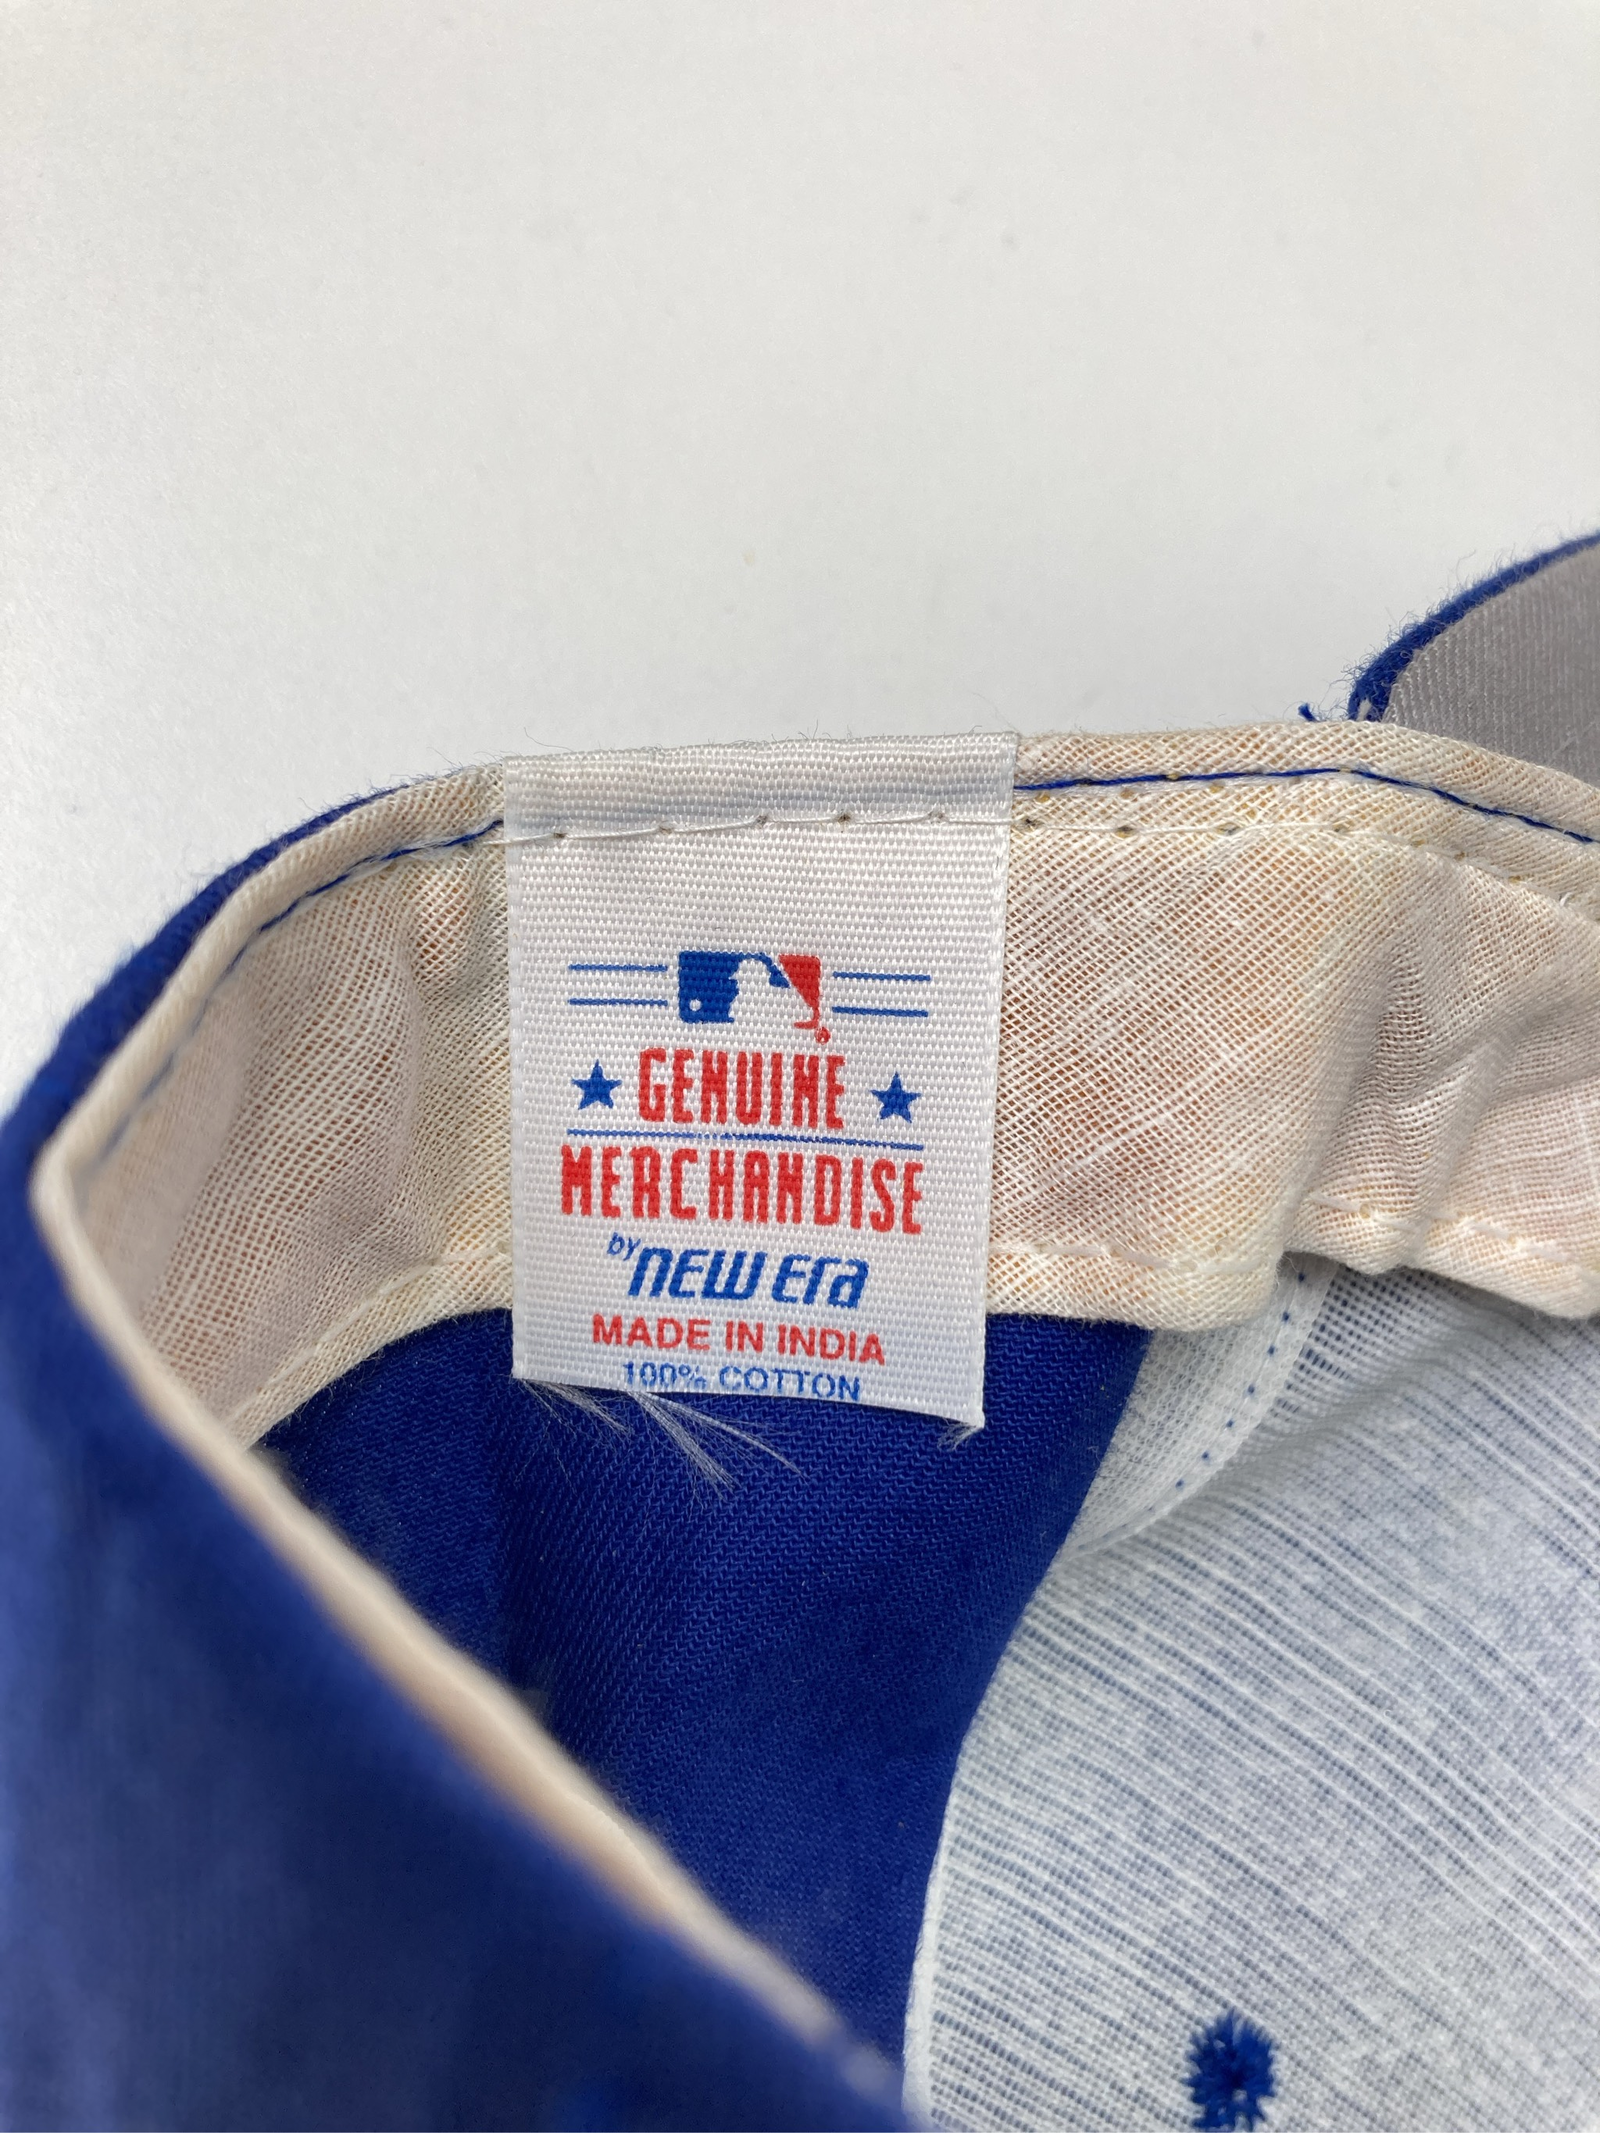 GENUINE
MERCHANDISE
BY NEW ERA
MADE IN INDIA
100% COTTON